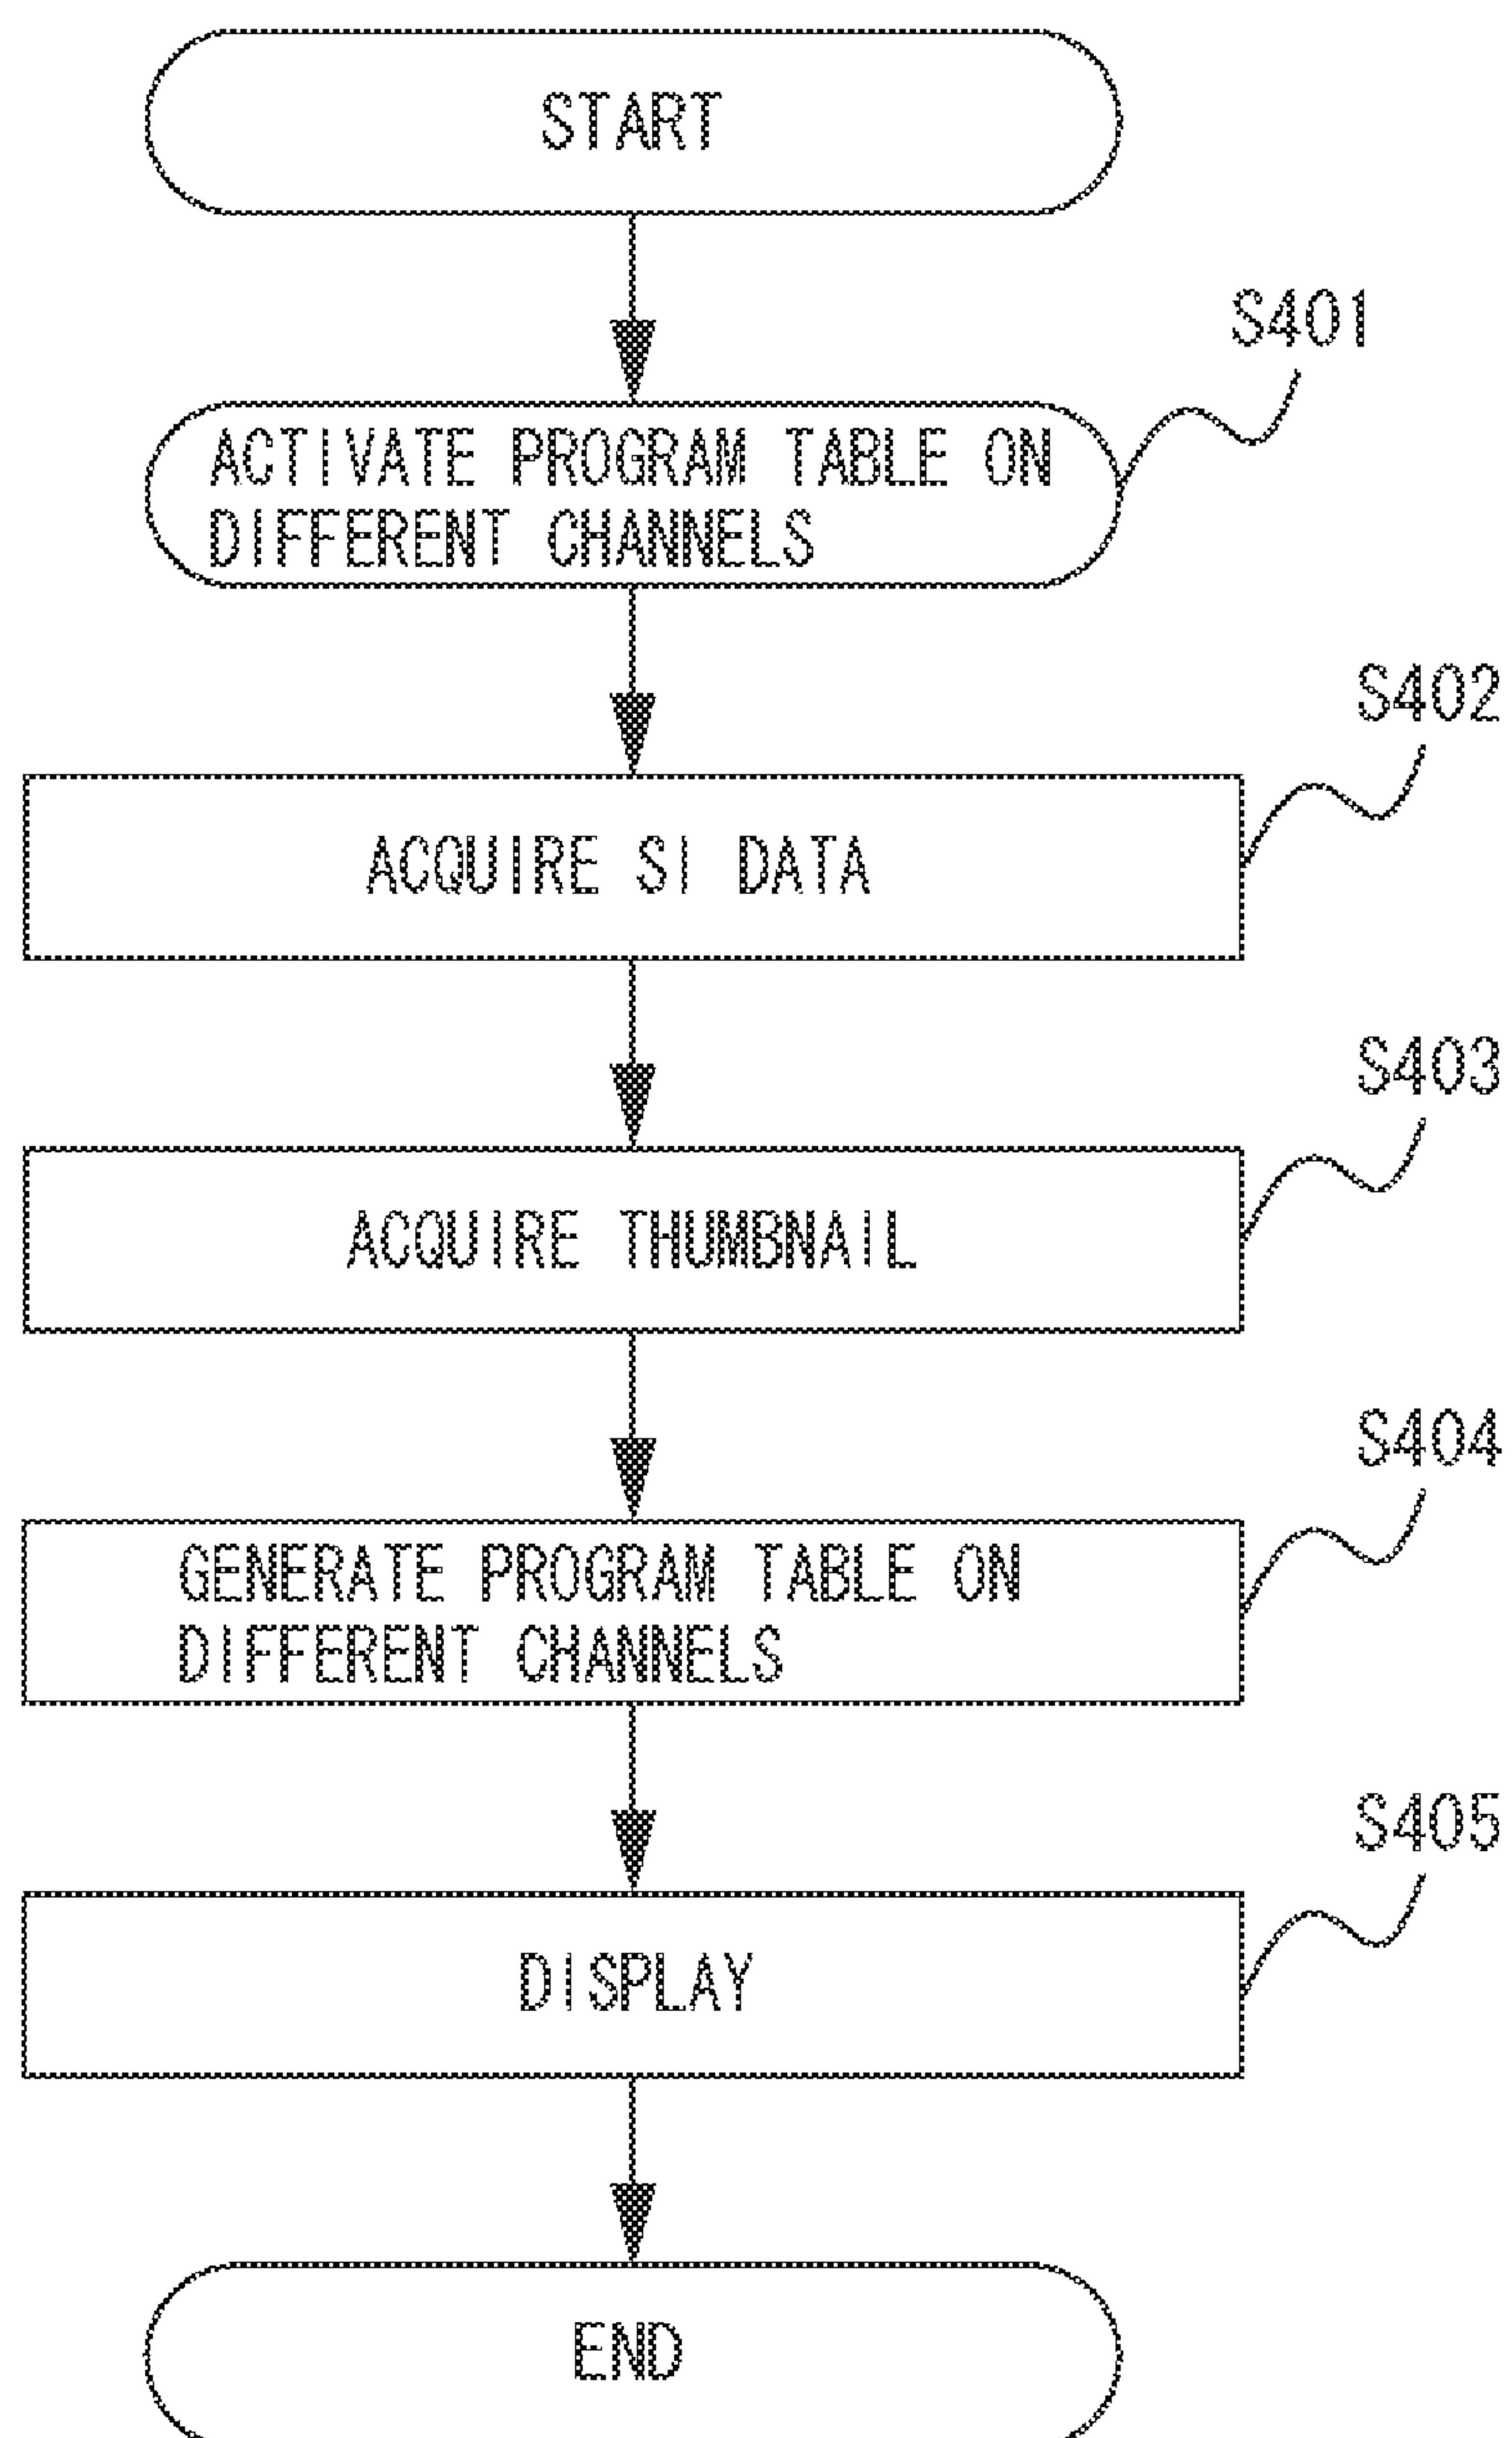 START
S401
ACTIVATE PROGRAM TABLE ON
DIFFERENT CHANNELS
S402
ACQUIRE SI DATA
S403
ACQUIRE THUMBNAIL
S404
GENERATE PROGRAM TABLE ON
DIFFERENT CHANNELS
S405
DISPLAY
END